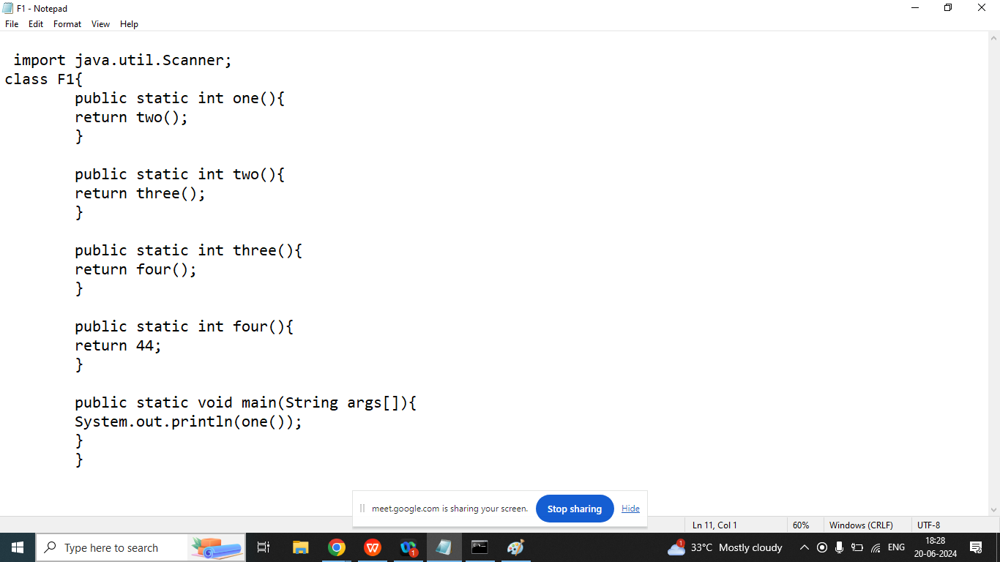 F1 - Notepad
File Edit Format View Help
import java.util.Scanner;
class F1{
public static int one(){
return two();
}
public static int two(){
return three();
}
public static int three(){
return four();
}
public static int four(){
return 44;
}
public static void main(String args[]){
System.out.println(one());
}
}
meet.google.com is sharing your screen. Stop sharing Hide
Ln 11, Col 1 60% Windows (CRLF) UTF-8
Type here to search 1 1 33°C Mostly cloudy ENG 18:28
20-06-2024